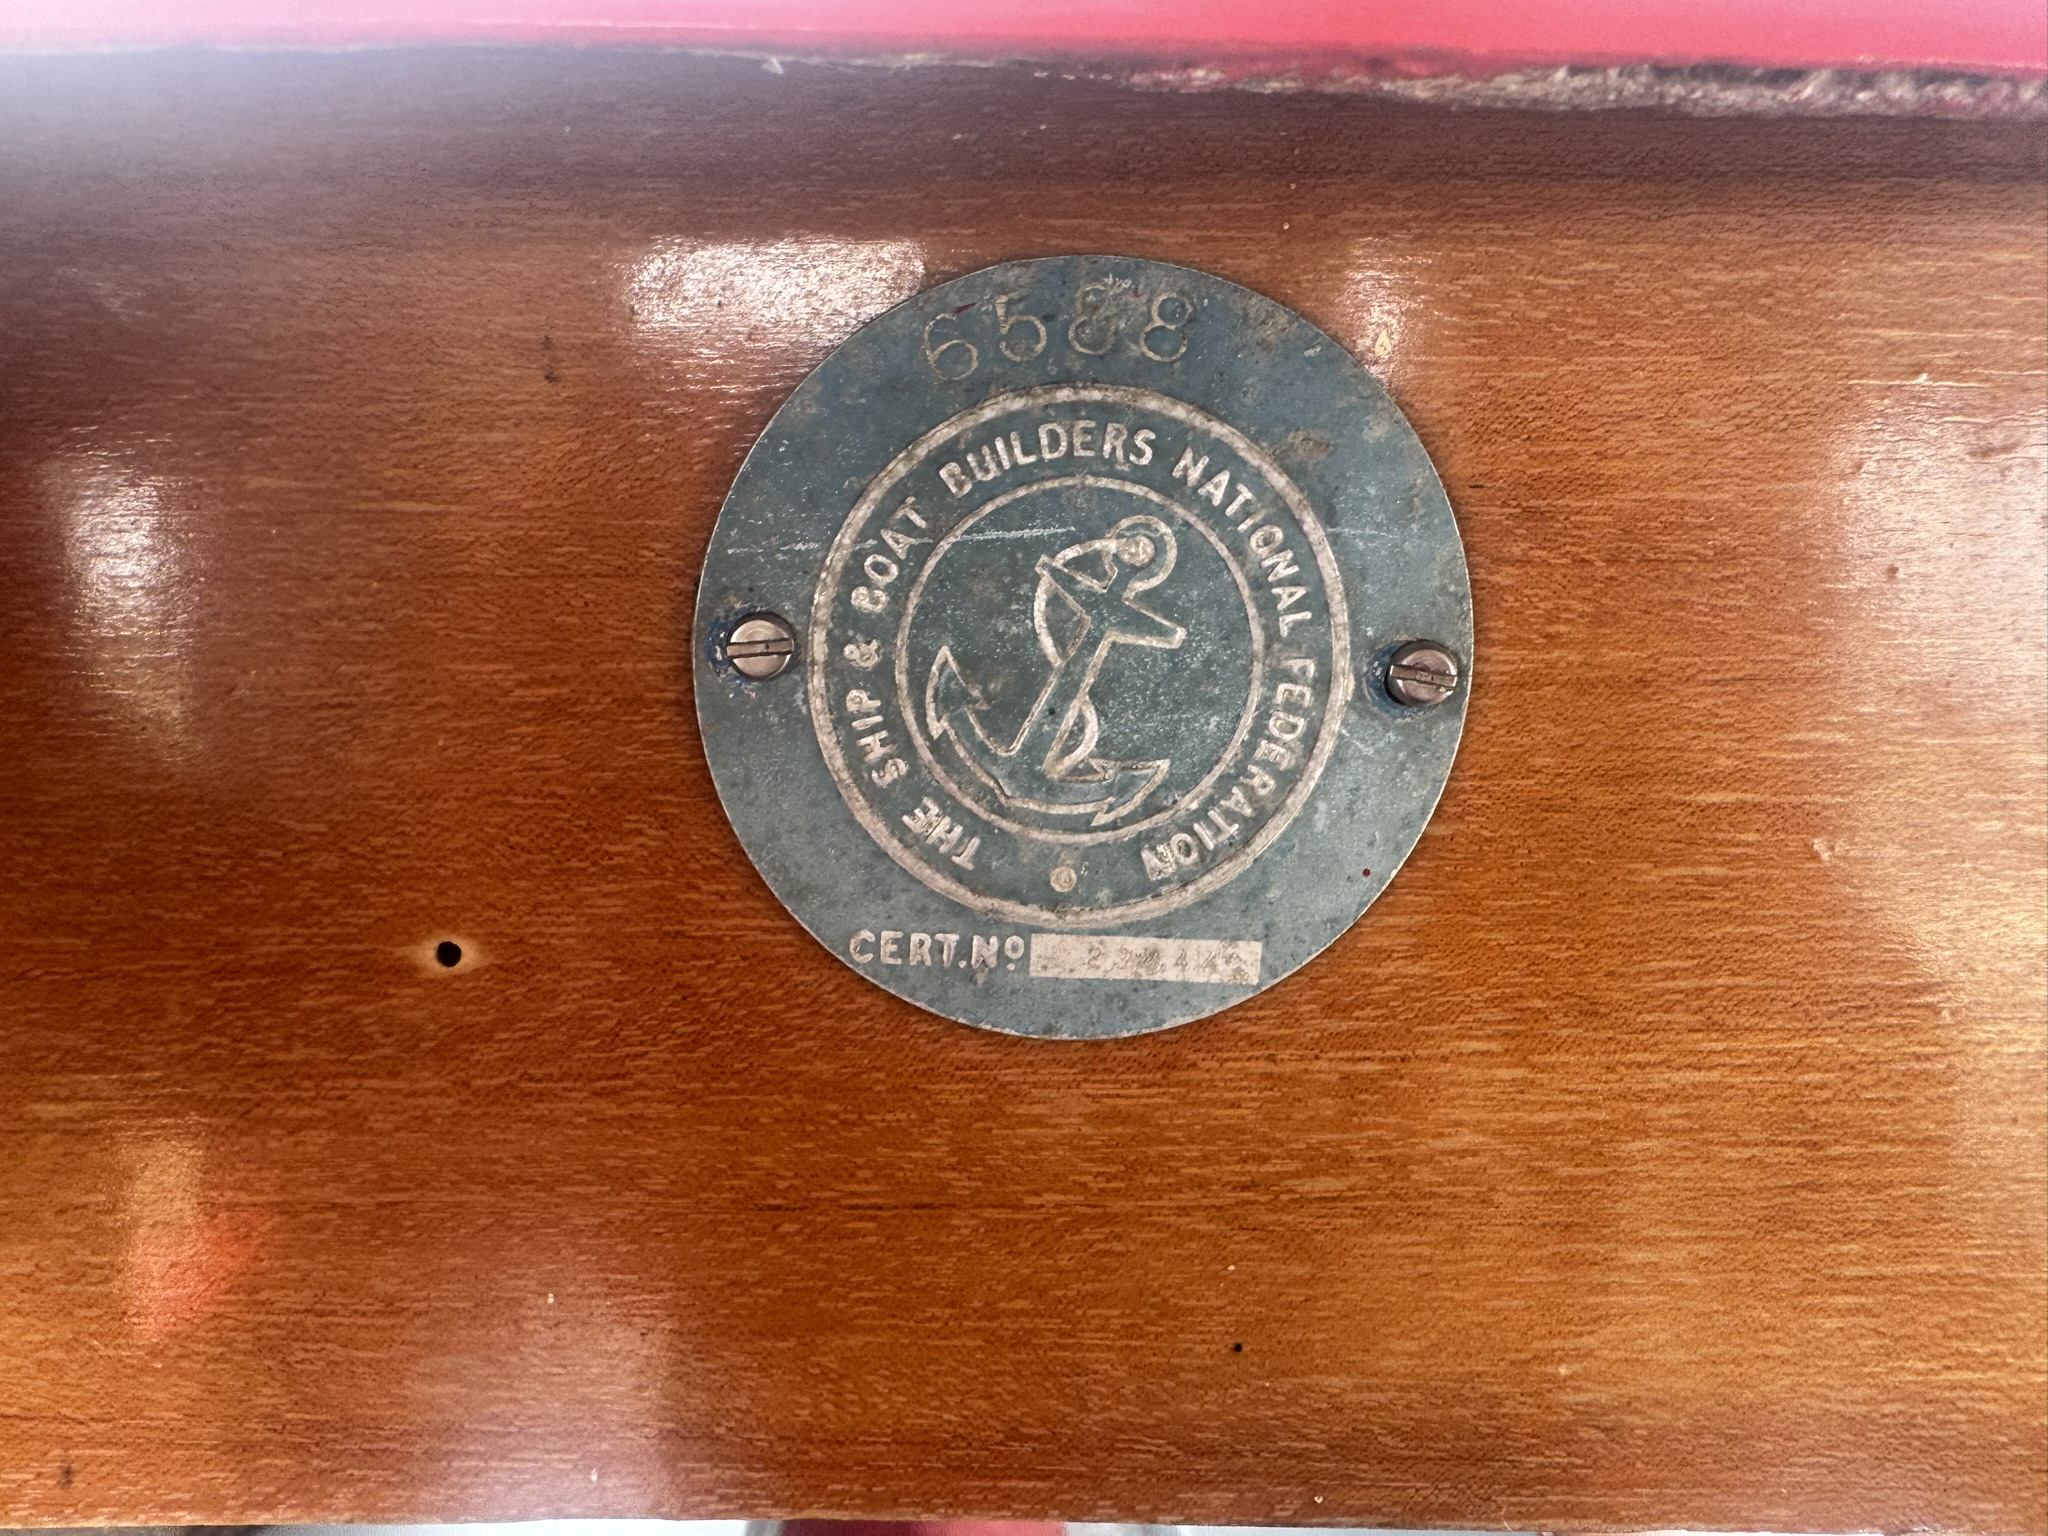 6588
THE SHIP & BOAT BUILDERS NATIONAL FEDERATION
CERT. Nº